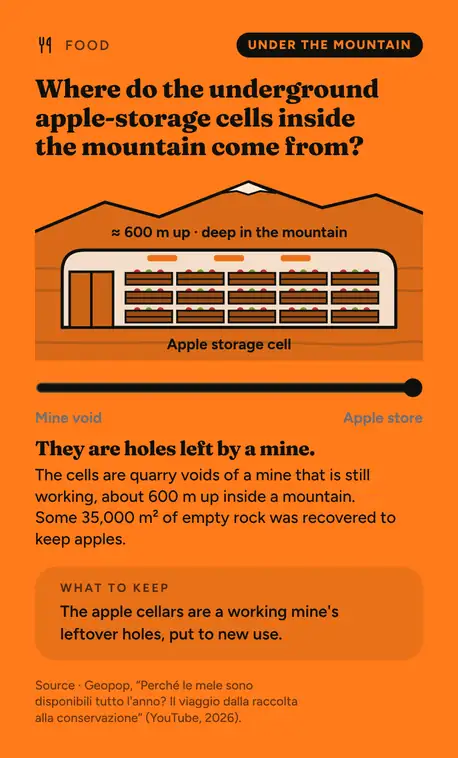 FOOD
UNDER THE MOUNTAIN
Where do the underground
apple-storage cells inside
the mountain come from?
≈ 600 m up · deep in the mountain
Apple storage cell
Mine void
Apple store
They are holes left by a mine.
The cells are quarry voids of a mine that is still
working, about 600 m up inside a mountain.
Some 35,000 m² of empty rock was recovered to
keep apples.
WHAT TO KEEP
The apple cellars are a working mine's
leftover holes, put to new use.
Source · Geopop, "Perché le mele sono
disponibili tutto l'anno? Il viaggio dalla raccolta
alla conservazione" (YouTube, 2026).